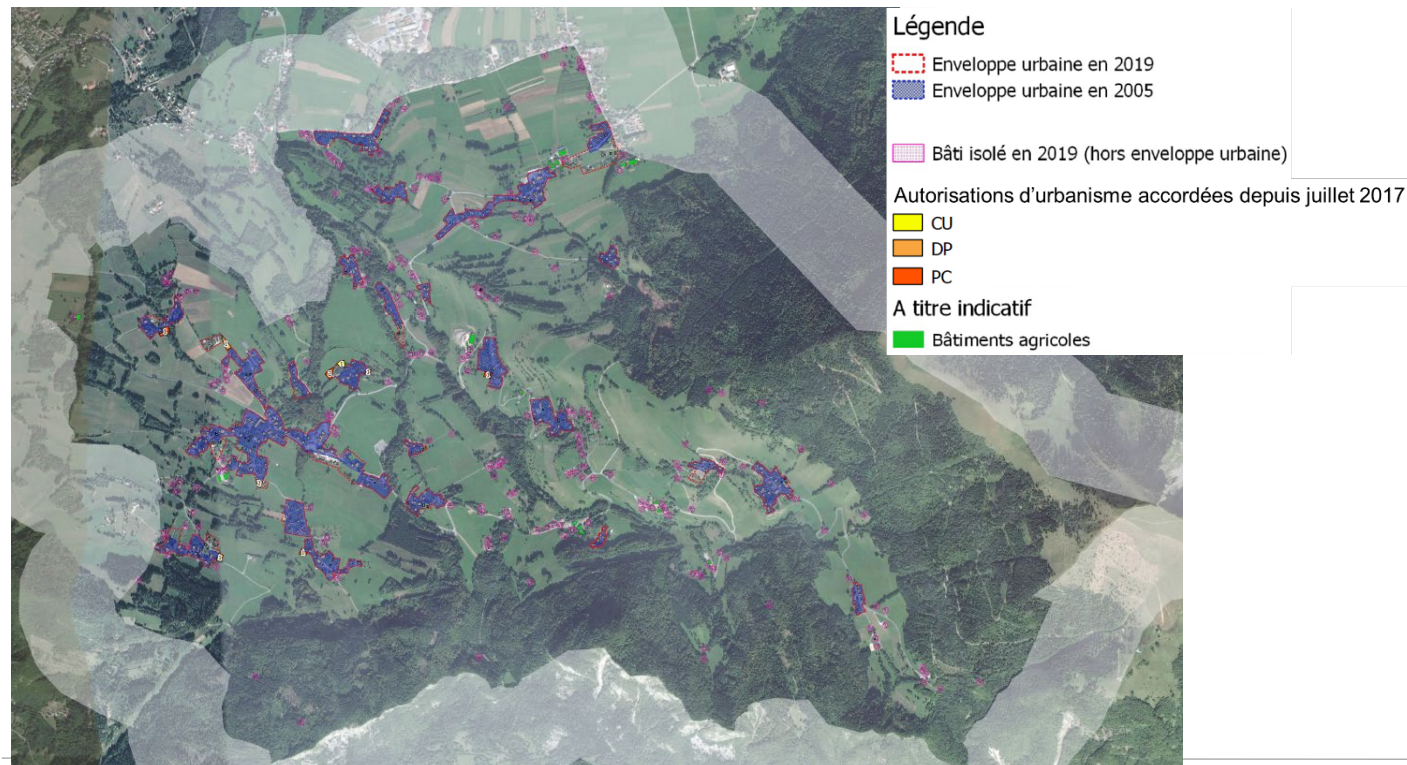 Légende
Enveloppe urbaine en 2019
Enveloppe urbaine en 2005
Bâti isolé en 2019 (hors enveloppe urbaine)
Autorisations d'urbanisme accordées depuis juillet 2017
CU
DP
PC
A titre indicatif
Bâtiments agricoles